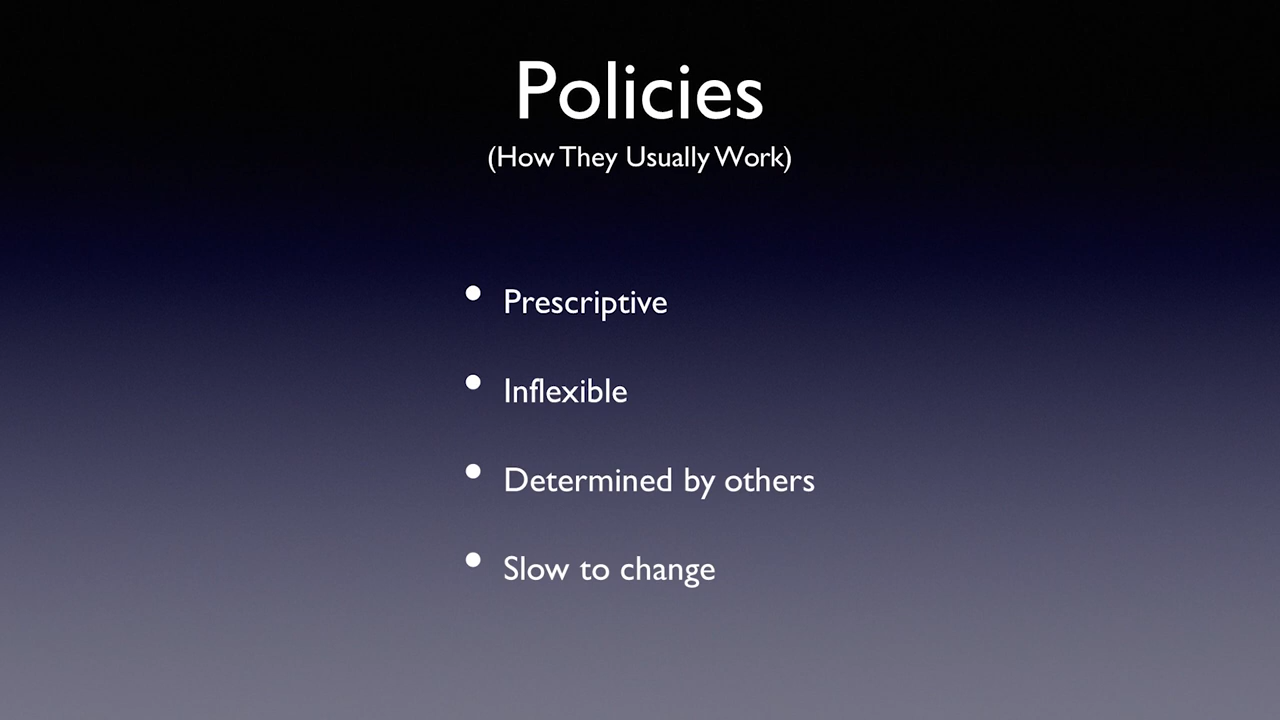 Policies
(How They Usually Work)
• Prescriptive
• Inflexible
• Determined by others
• Slow to change